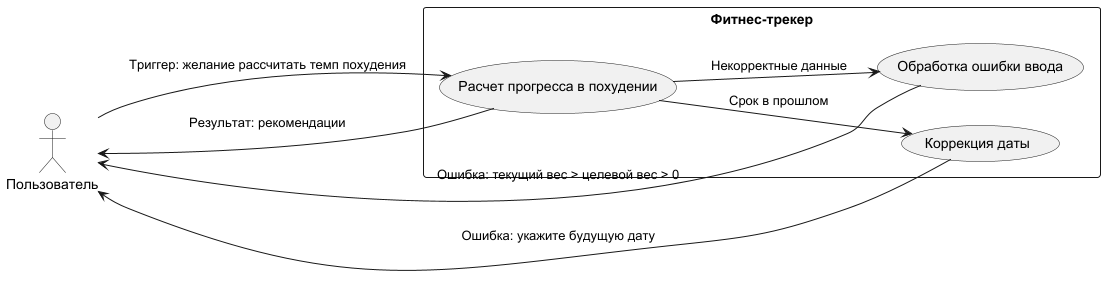 Фитнес-трекер
Триггер: желание рассчитать темп похудения
Некорректные данные
Обработка ошибки ввода
Расчет прогресса в похудении
Срок в прошлом
Результат: рекомендации
Коррекция даты
Ошибка: текущий вес > целевой вес > 0
Пользователь
Ошибка: укажите будущую дату